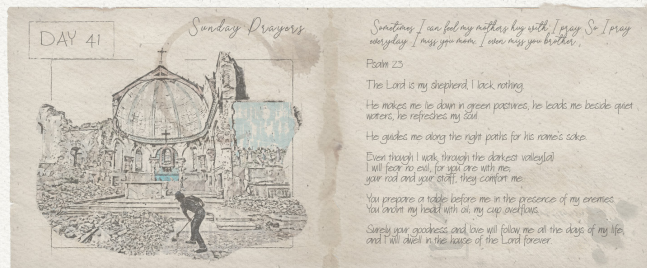 DAY 41
Sunday Prayers
Sometimes I can feel my mothers hug with I pray. So I pray
everyday. I miss you mom. I even miss you brother.
Psalm 23
The Lord is my shepherd, I lack nothing.
He makes me lie down in green pastures, he leads me beside quiet
waters, he refreshes my soul
He guides me along the right paths for his name's sake.
Even though I walk through the darkest valley,[a]
I will fear no evil, for you are with me;
your rod and your staff, they comfort me.
You prepare a table before me in the presence of my enemies.
You anoint my head with oil; my cup overflows.
Surely your goodness and love will follow me all the days of my life,
and I will dwell in the house of the Lord forever.